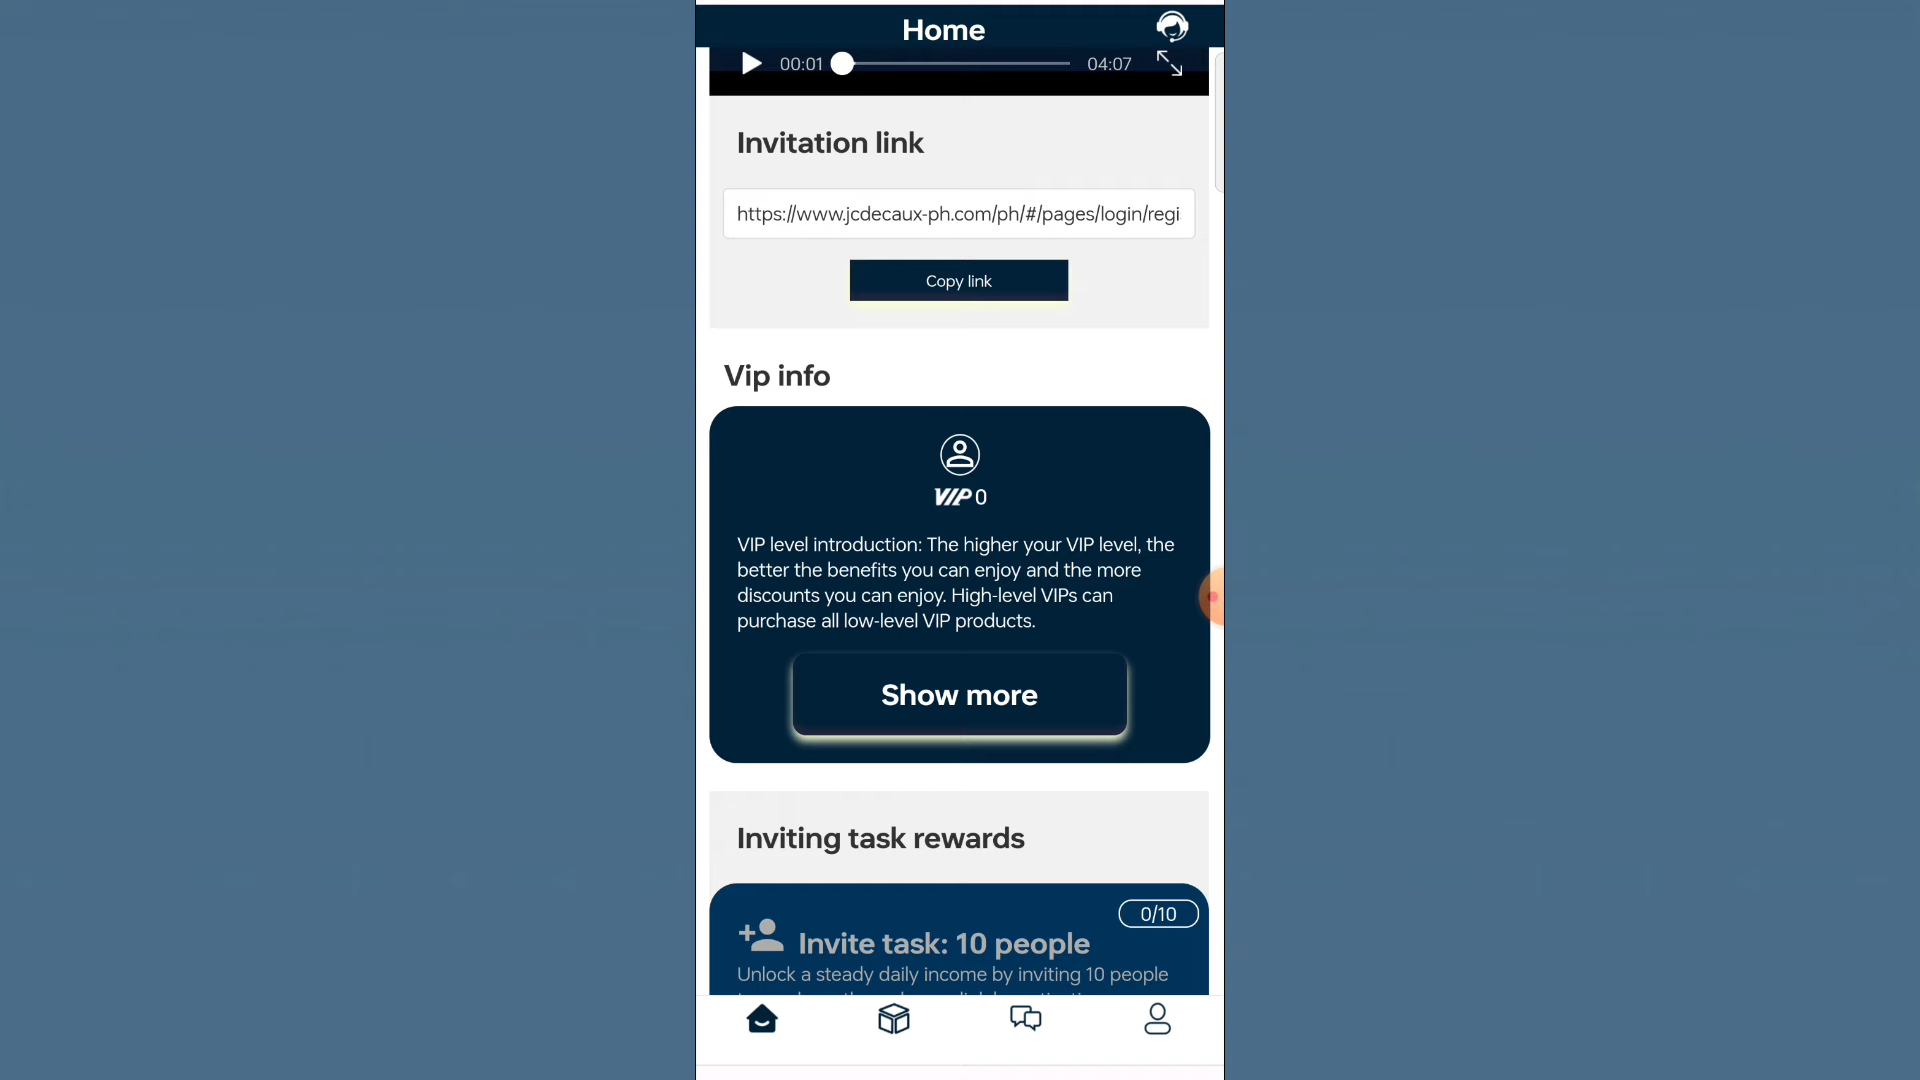 Home
00:01
04:07
Invitation link
https://www.jcdecaux-ph.com/ph/#/pages/login/regi
Copy link
Vip info
VIP 0
VIP level introduction: The higher your VIP level, the
better the benefits you can enjoy and the more
discounts you can enjoy. High-level VIPs can
purchase all low-level VIP products.
Show more
Inviting task rewards
0/10
Invite task: 10 people
Unlock a steady daily income by inviting 10 people